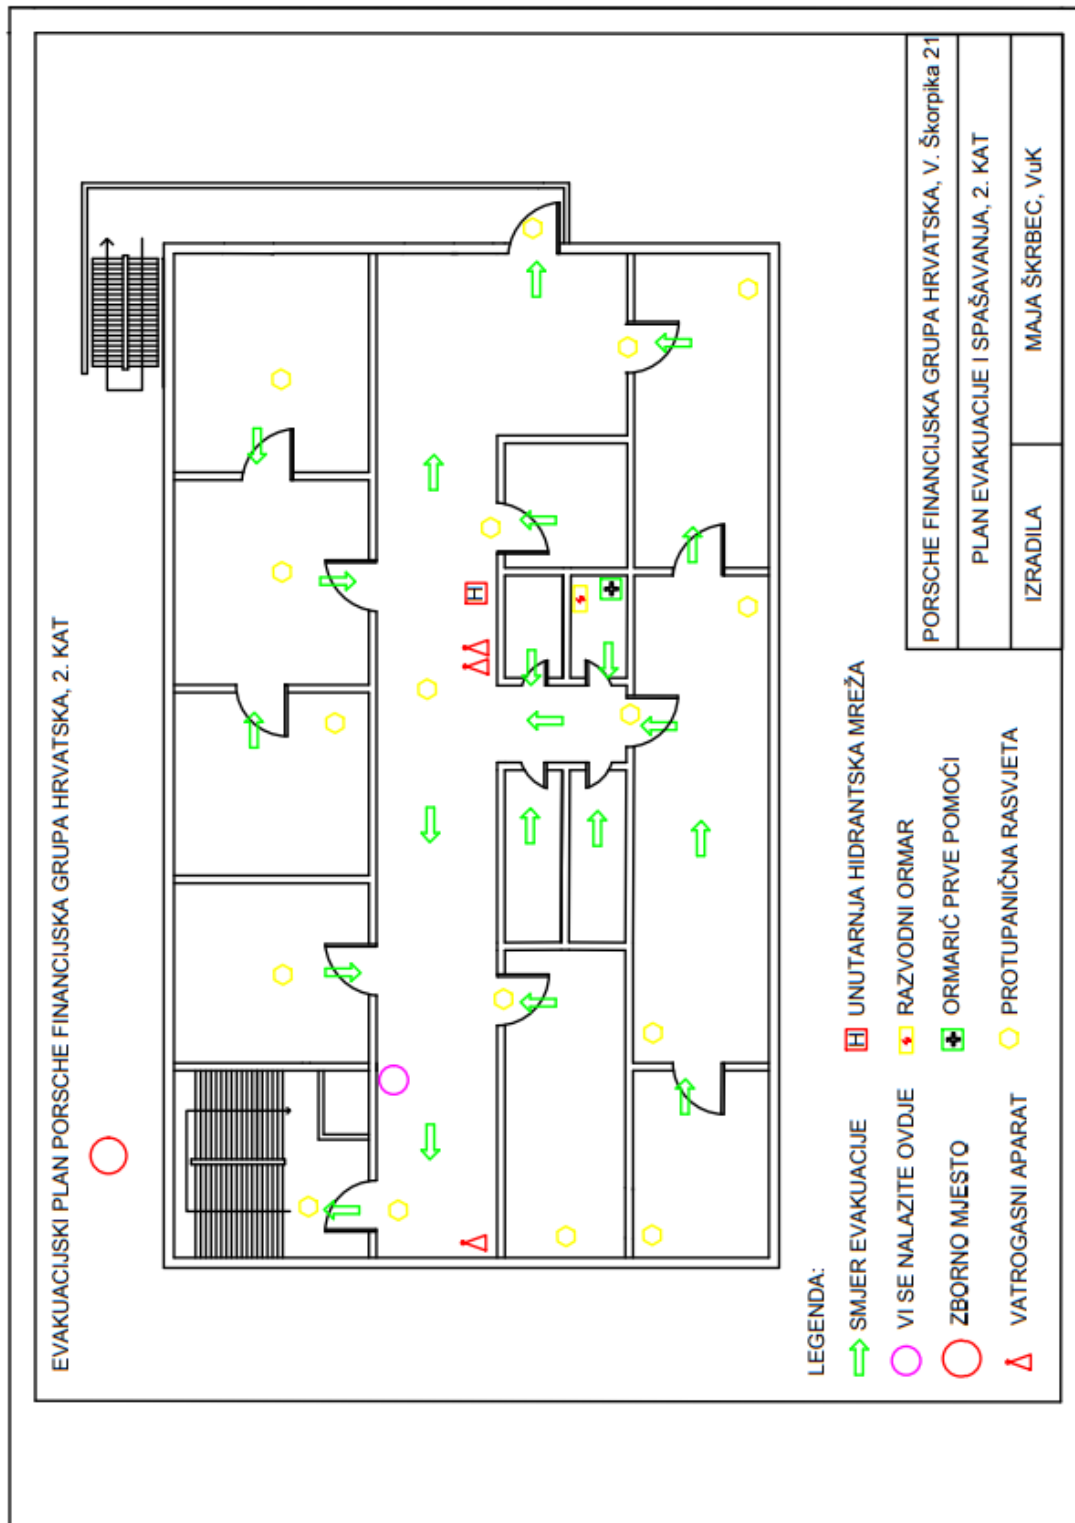 EVAKUACIJSKI PLAN PORSCHE FINANCIJSKA GRUPA HRVATSKA, 2. KAT
H
LEGENDA:
SMJER EVAKUACIJE
VI SE NALAZITE OVDJE
ZBORNO MJESTO
VATROGASNI APARAT
H UNUTARNJA HIDRANTSKA MREŽA
RAZVODNI ORMAR
ORMARIĆ PRVE POMOĆI
PROTUPANIČNA RASVJETA
PORSCHE FINANCIJSKA GRUPA HRVATSKA, V. Škorpika 21
PLAN EVAKUACIJE I SPAŠAVANJA, 2. KAT
IZRADILA
MAJA ŠKRBEC, VuK